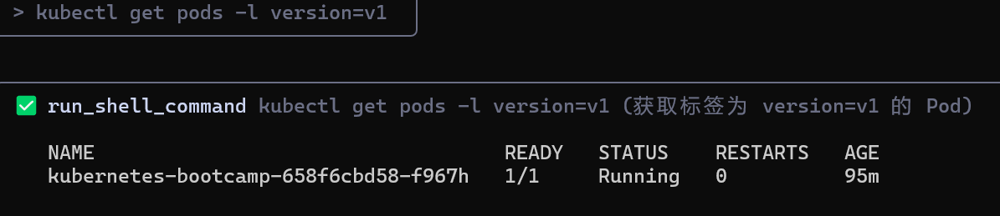 > kubectl get pods -l version=v1
✅ run_shell_command kubectl get pods -l version=v1 (获取标签为 version=v1 的 Pod)
NAME READY STATUS RESTARTS AGE
kubernetes-bootcamp-658f6cbd58-f967h 1/1 Running 0 95m